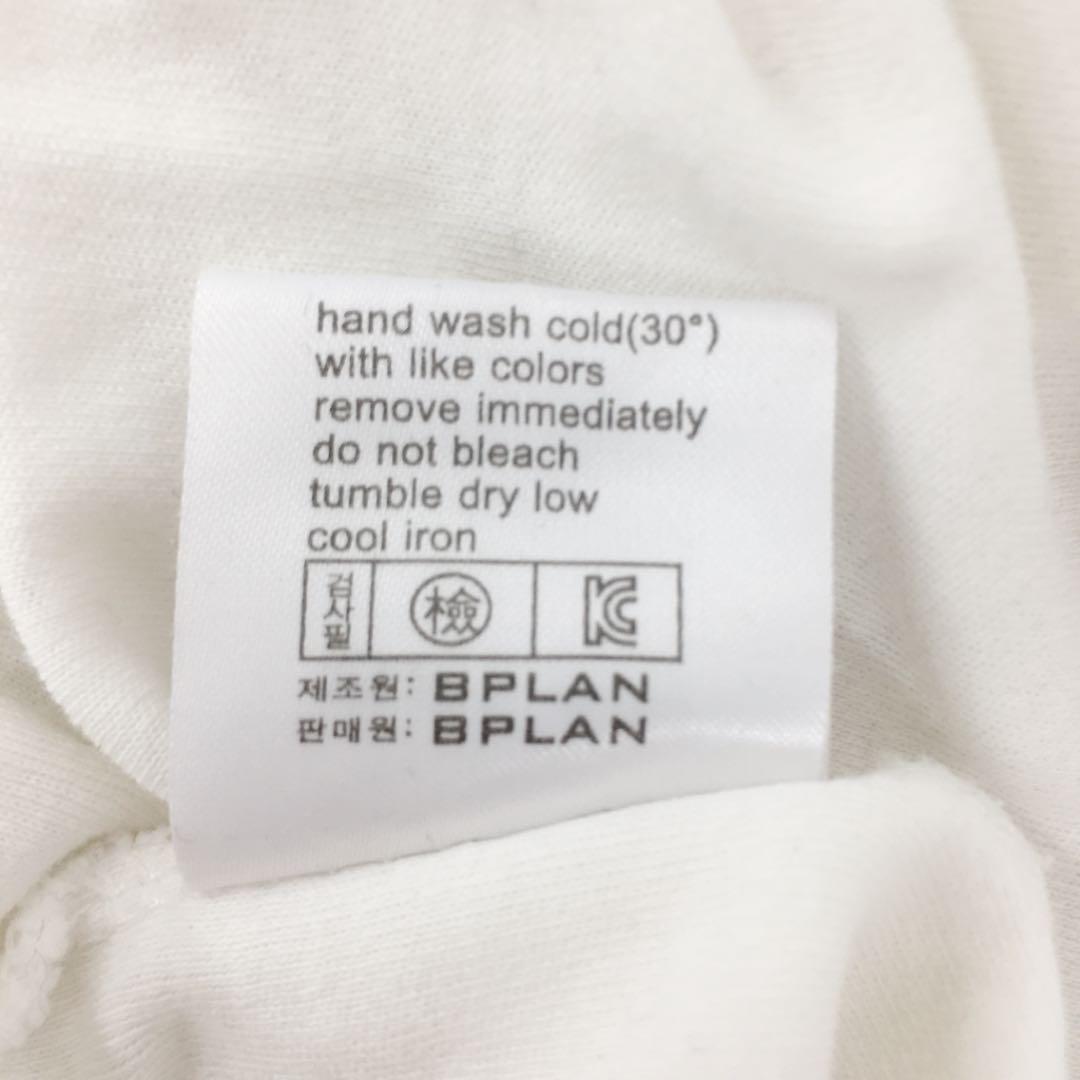 hand wash cold(30°)
with like colors
remove immediately
do not bleach
tumble dry low
cool iron
검사필 檢 KC
제조원: BPLAN
판매원: BPLAN